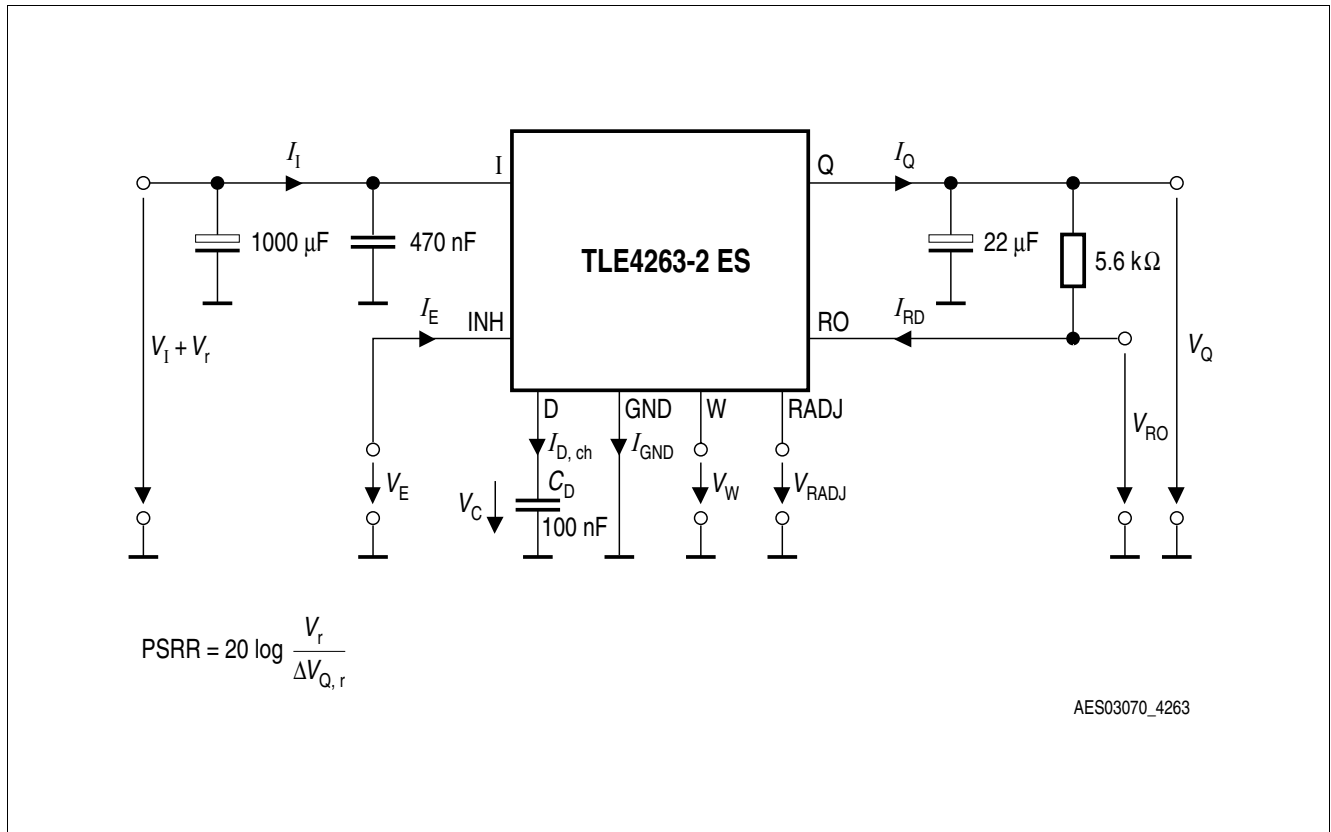 I_I
I
Q
I_Q
1000 µF
470 nF
TLE4263-2 ES
22 µF
5.6 kΩ
I_E
INH
RO
I_RD
V_I + V_r
V_Q
D
GND
W
RADJ
I_D, ch
I_GND
V_RO
V_E
V_C
C_D
100 nF
V_W
V_RADJ
PSRR = 20 log V_r / ΔV_Q, r
AES03070_4263